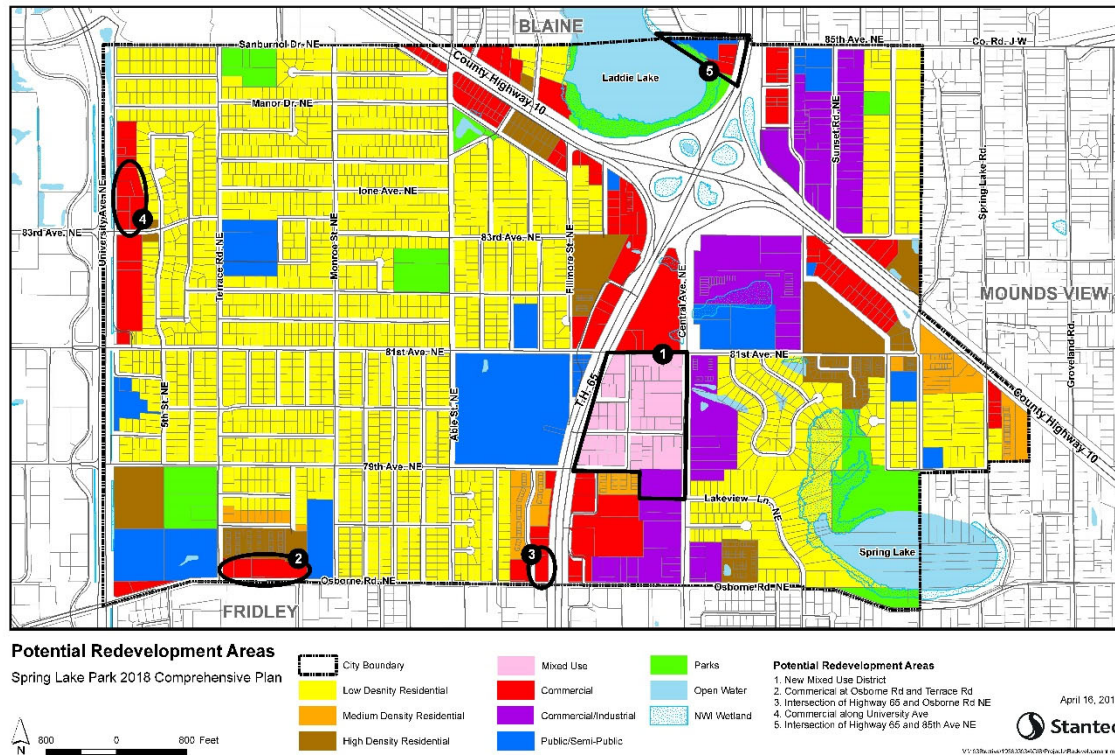 BLAINE
Sanburnol Dr. NE
85th Ave. NE
Co. Rd. J W
5
Laddie Lake
County Highway 10
Manor Dr. NE
Sunset Rd. NE
Spring Lake Rd.
University Ave NE
4
Ione Ave. NE
83rd Ave. NE
Terrace Rd. NE
Monroe St. NE
83rd Ave. NE
Fillmore St. NE
Central Ave. NE
MOUNDS VIEW
Groveland Rd.
81st Ave. NE
1
81st Ave. NE
T.H. 65
5th St. NE
Able St. NE
County Highway 10
79th Ave. NE
Lakeview Ln. NE
2
3
Spring Lake
Osborne Rd. NE
Osborne Rd. NE
FRIDLEY
Potential Redevelopment Areas
Spring Lake Park 2018 Comprehensive Plan
N
800 0 800 Feet
City Boundary
Low Desnity Residential
Medium Density Residential
High Density Residential
Mixed Use
Commercial
Commercial/Industrial
Public/Semi-Public
Parks
Open Water
NWI Wetland
Potential Redevelopment Areas
1. New Mixed Use District
2. Commerical at Osborne Rd and Terrace Rd
3. Intersection of Highway 65 and Osborne Rd NE
4. Commercial along University Ave
5. Intersection of Highway 65 and 85th Ave NE
April 16, 201
Stantec